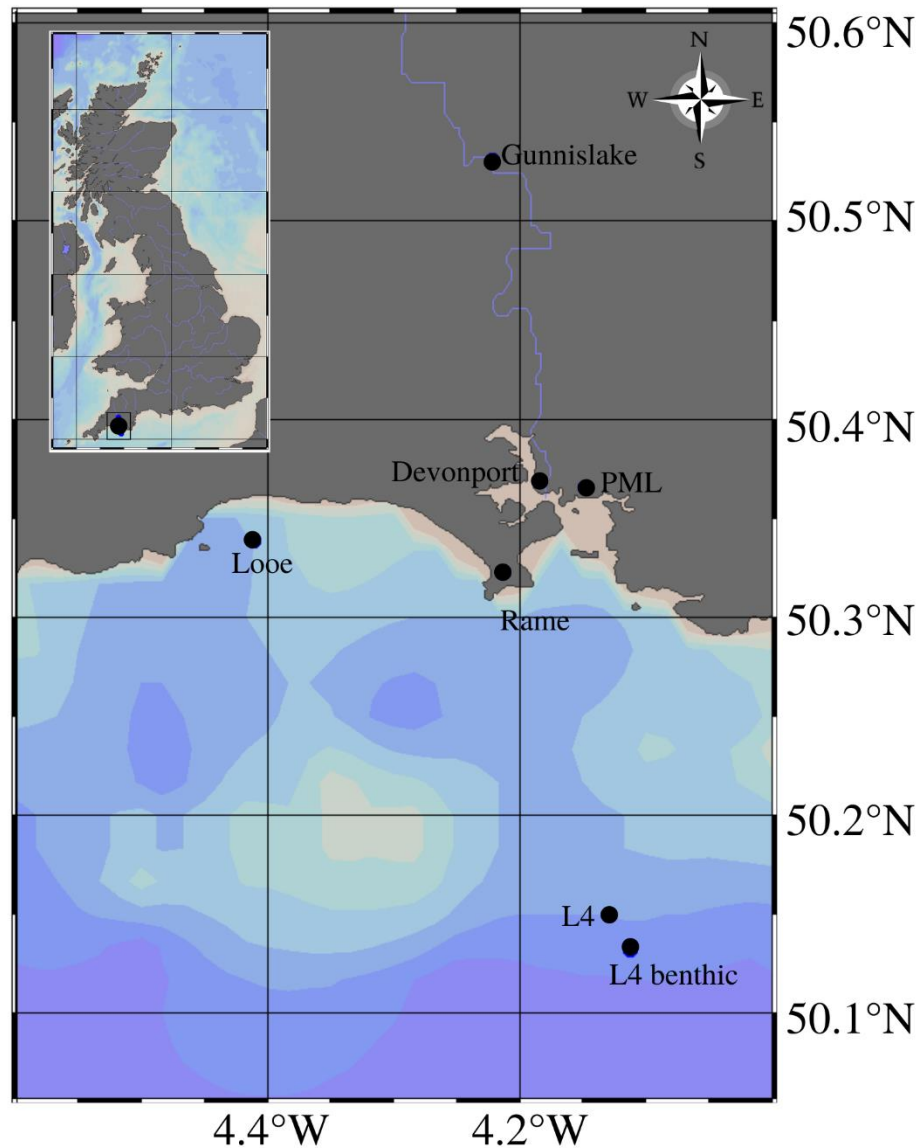 50.6°N
N
W
E
S
Gunnislake
50.5°N
50.4°N
Devonport
PML
Looe
Rame
50.3°N
50.2°N
L4
L4 benthic
50.1°N
4.4°W
4.2°W